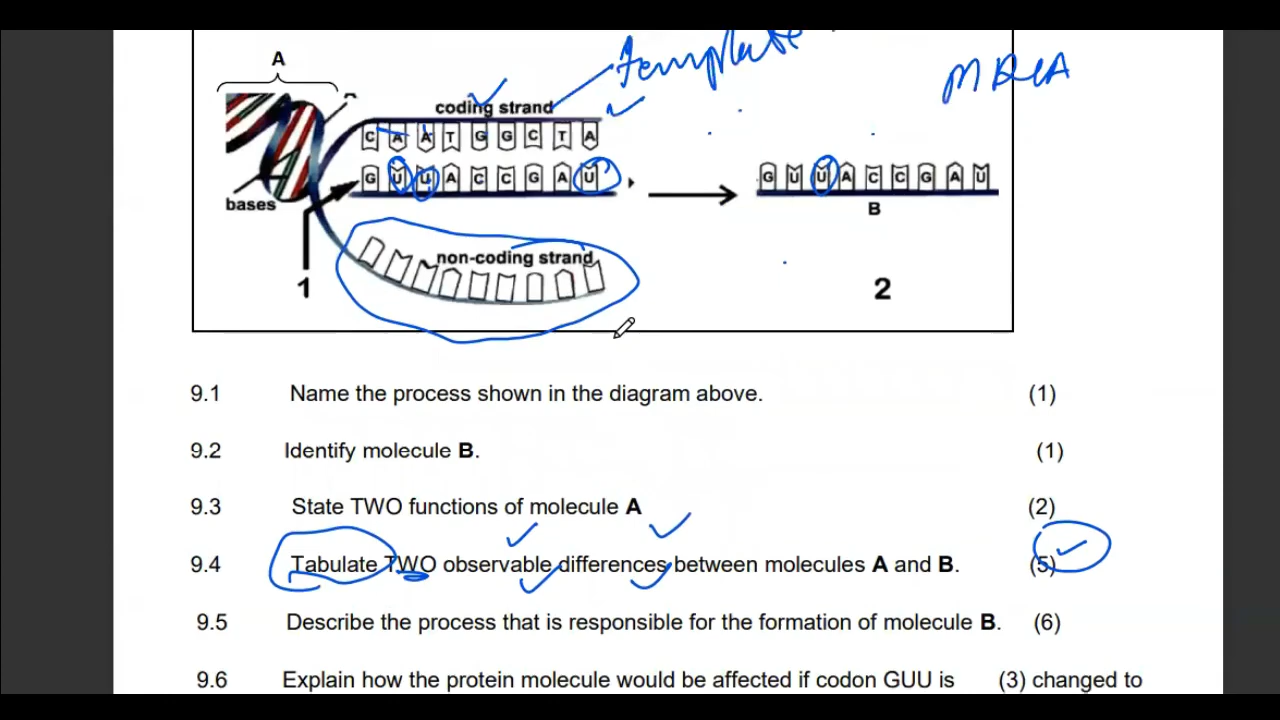 template
mRNA
A
coding strand
C A A T G G C T A
G U U A C C G A U
G U U A C C G A U
bases
B
non-coding strand
1
2
9.1 Name the process shown in the diagram above. (1)
9.2 Identify molecule B. (1)
9.3 State TWO functions of molecule A (2)
9.4 Tabulate TWO observable differences between molecules A and B. (5)
9.5 Describe the process that is responsible for the formation of molecule B. (6)
9.6 Explain how the protein molecule would be affected if codon GUU is (3) changed to